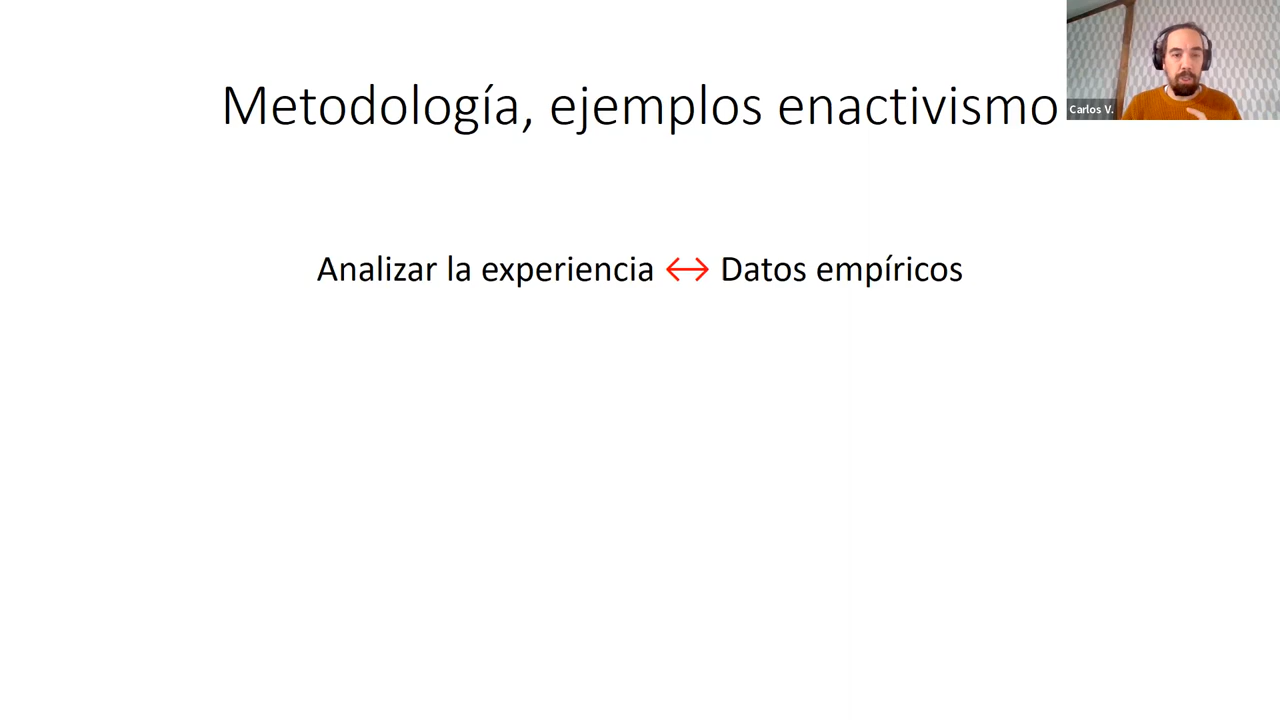 Metodología, ejemplos enactivismo
Carlos V.
Analizar la experiencia ↔ Datos empíricos